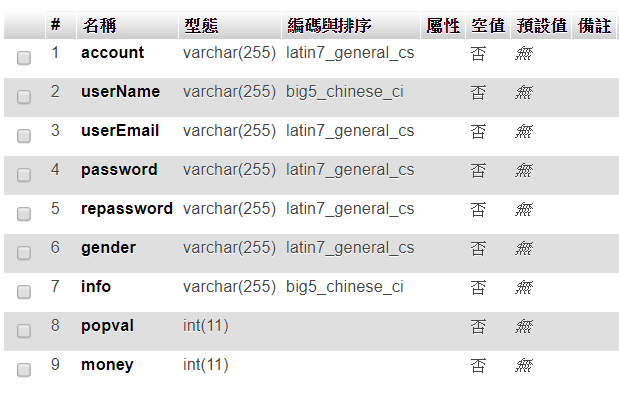 # 名稱 型態 編碼與排序 屬性 空值 預設值 備註
1 account varchar(255) latin7_general_cs 否 無
2 userName varchar(255) big5_chinese_ci 否 無
3 userEmail varchar(255) latin7_general_cs 否 無
4 password varchar(255) latin7_general_cs 否 無
5 repassword varchar(255) latin7_general_cs 否 無
6 gender varchar(255) latin7_general_cs 否 無
7 info varchar(255) big5_chinese_ci 否 無
8 popval int(11) 否 無
9 money int(11) 否 無